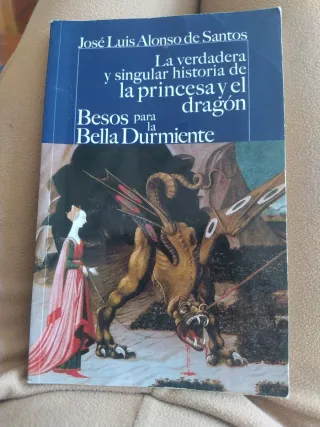 José Luis Alonso de Santos
La verdadera
y singular historia de
la princesa y el
dragón
Besos para
la
Bella Durmiente